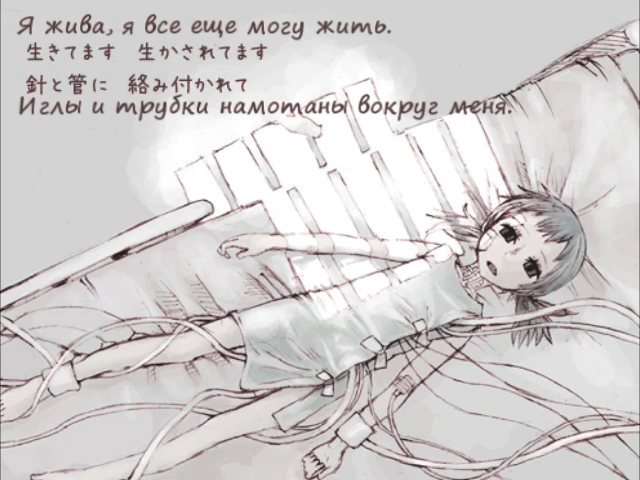 Я жива, я все еще могу жить.
生きてます 生かされてます
針と管に 絡み付かれて
Иглы и трубки намотаны вокруг меня.